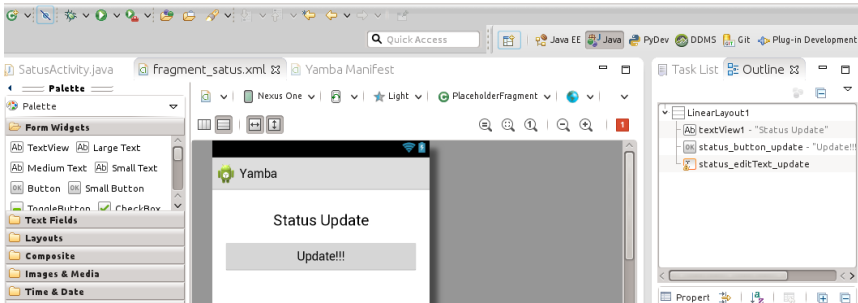 Quick Access
Java EE Java PyDev DDMS Git Plug-in Development
SatusActivity.java fragment_satus.xml Yamba Manifest
Task List Outline
Palette
Palette
Nexus One Light PlaceholderFragment
Form Widgets
1
TextView Large Text
Medium Text Small Text
Button Small Button
ToggleButton CheckBox
Text Fields
Layouts
Composite
Images & Media
Time & Date
Yamba
Status Update
Update!!!
LinearLayout1
textView1 - "Status Update"
status_button_update - "Update!!!
status_editText_update
Propert